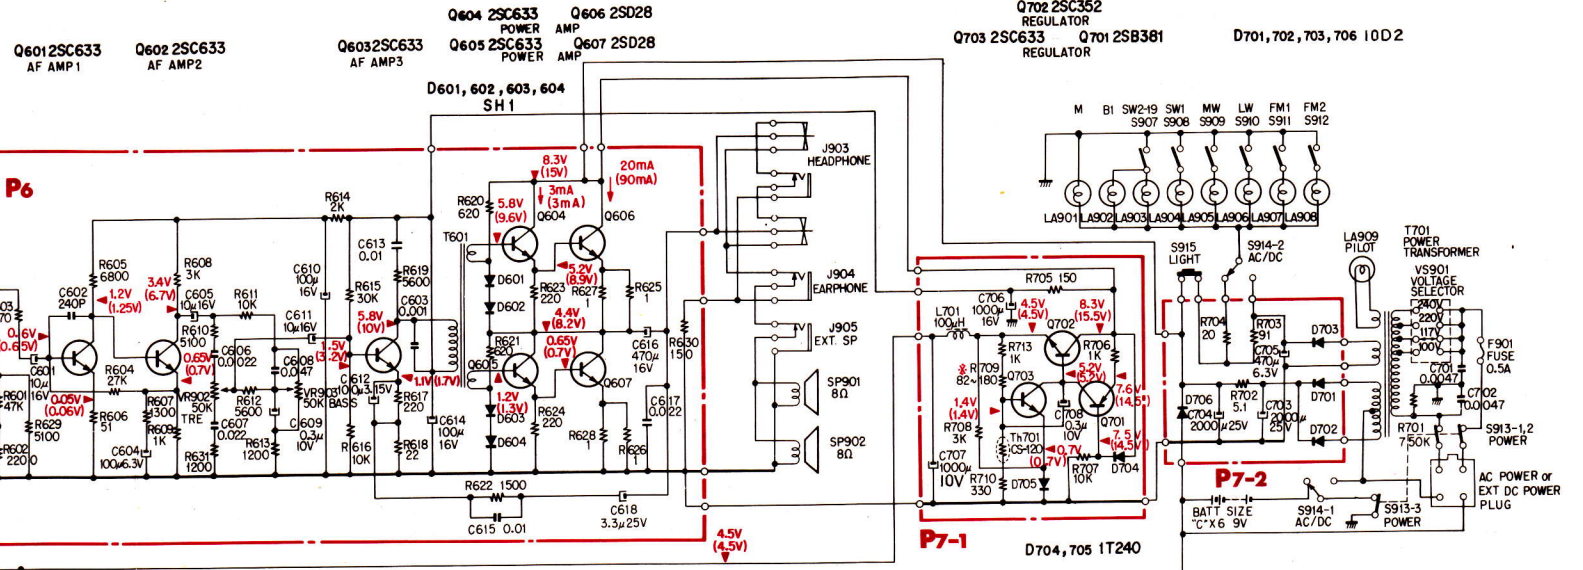 Q604 2SC633 Q606 2SD28
POWER AMP
Q605 2SC633 Q607 2SD28
POWER AMP
Q702 2SC352
REGULATOR
Q703 2SC633 Q701 2SB381
REGULATOR
D701,702,703,706 10D2
Q601 2SC633
AF AMP1
Q602 2SC633
AF AMP2
Q603 2SC633
AF AMP3
D601,602,603,604
SH1
M B1 SW2-19 SW1 MW LW FM1 FM2
S907 S908 S909 S910 S911 S912
LA901 LA902 LA903 LA904 LA905 LA906 LA907 LA908
P6
8.3V
(15V)
20mA
(90mA)
3mA
(3mA)
J903
HEADPHONE
R614
2K
R620
620
5.8V
(9.6V)
Q604
Q606
T601
C613
0.01
D601
5.2V
(8.9V)
J904
EARPHONE
S915
LIGHT
S914-2
AC/DC
LA909
PILOT
T701
POWER
TRANSFORMER
VS901
VOLTAGE
SELECTOR
240V
220V
117V
100V
R605
6800
R608
3K
C602
240P
1.2V
(1.25V)
3.4V
(6.7V)
C605
10μ16V
R611
10K
C610
100μ
16V
R615
30K
R619
5600
C603
0.001
D602
R623
220
R627
1
R625
1
R705 150
C706
1000μ
16V
4.5V
(4.5V)
8.3V
(15.5V)
L701
100μH
Q702
R704
20
R703
91
C705
470μ
6.3V
D703
F901
FUSE
0.5A
0.6V
(0.65V)
C611
10μ16V
5.8V
(10V)
4.4V
(8.2V)
C616
470μ
16V
R630
150
J905
EXT. SP
Q601
Q602
R610
5100
C606
0.0022
C608
0.0047
1.5V
(3.2V)
Q603
R621
620
Q605
0.65V
(0.7V)
R713
1K
R706
1K
5.2V
(5.2V)
C601
10μ
16V
R604
27K
0.65V
(0.7V)
VR902
50K
TRE
R612
5600
VR903
50K
BASS
C612
100μ3.15V
1.1V (1.7V)
1.2V
(1.3V)
Q607
SP901
8Ω
R709
82~180
Q703
7.6V
(14.5V)
D706
R702
5.1
D701
C701
0.0047
C702
0.0047
R601
47K
0.05V
(0.06V)
R606
51
R607
1300
R609
1K
C607
0.022
C609
0.3μ
10V
R617
220
C614
100μ
16V
D603
R624
220
C617
0.022
1.4V
(1.4V)
R708
3K
C708
0.3μ
10V
Q701
C704
2000μ25V
C703
2000μ
25V
D702
R701
750K
S913-1,2
POWER
R629
5100
R602
2200
C604
100μ6.3V
R631
1200
R613
1200
R616
10K
R618
22
D604
R628
1
R626
1
SP902
8Ω
Th701
CS-120
0.7V
(0.7V)
7.5V
(14.5V)
D704
C707
1000μ
10V
R710
330
D705
R707
10K
P7-2
AC POWER or
EXT DC POWER
PLUG
R622 1500
C615 0.01
C618
3.3μ25V
BATT SIZE
"C"X6 9V
S914-1
AC/DC
S913-3
POWER
4.5V
(4.5V)
P7-1
D704,705 1T240